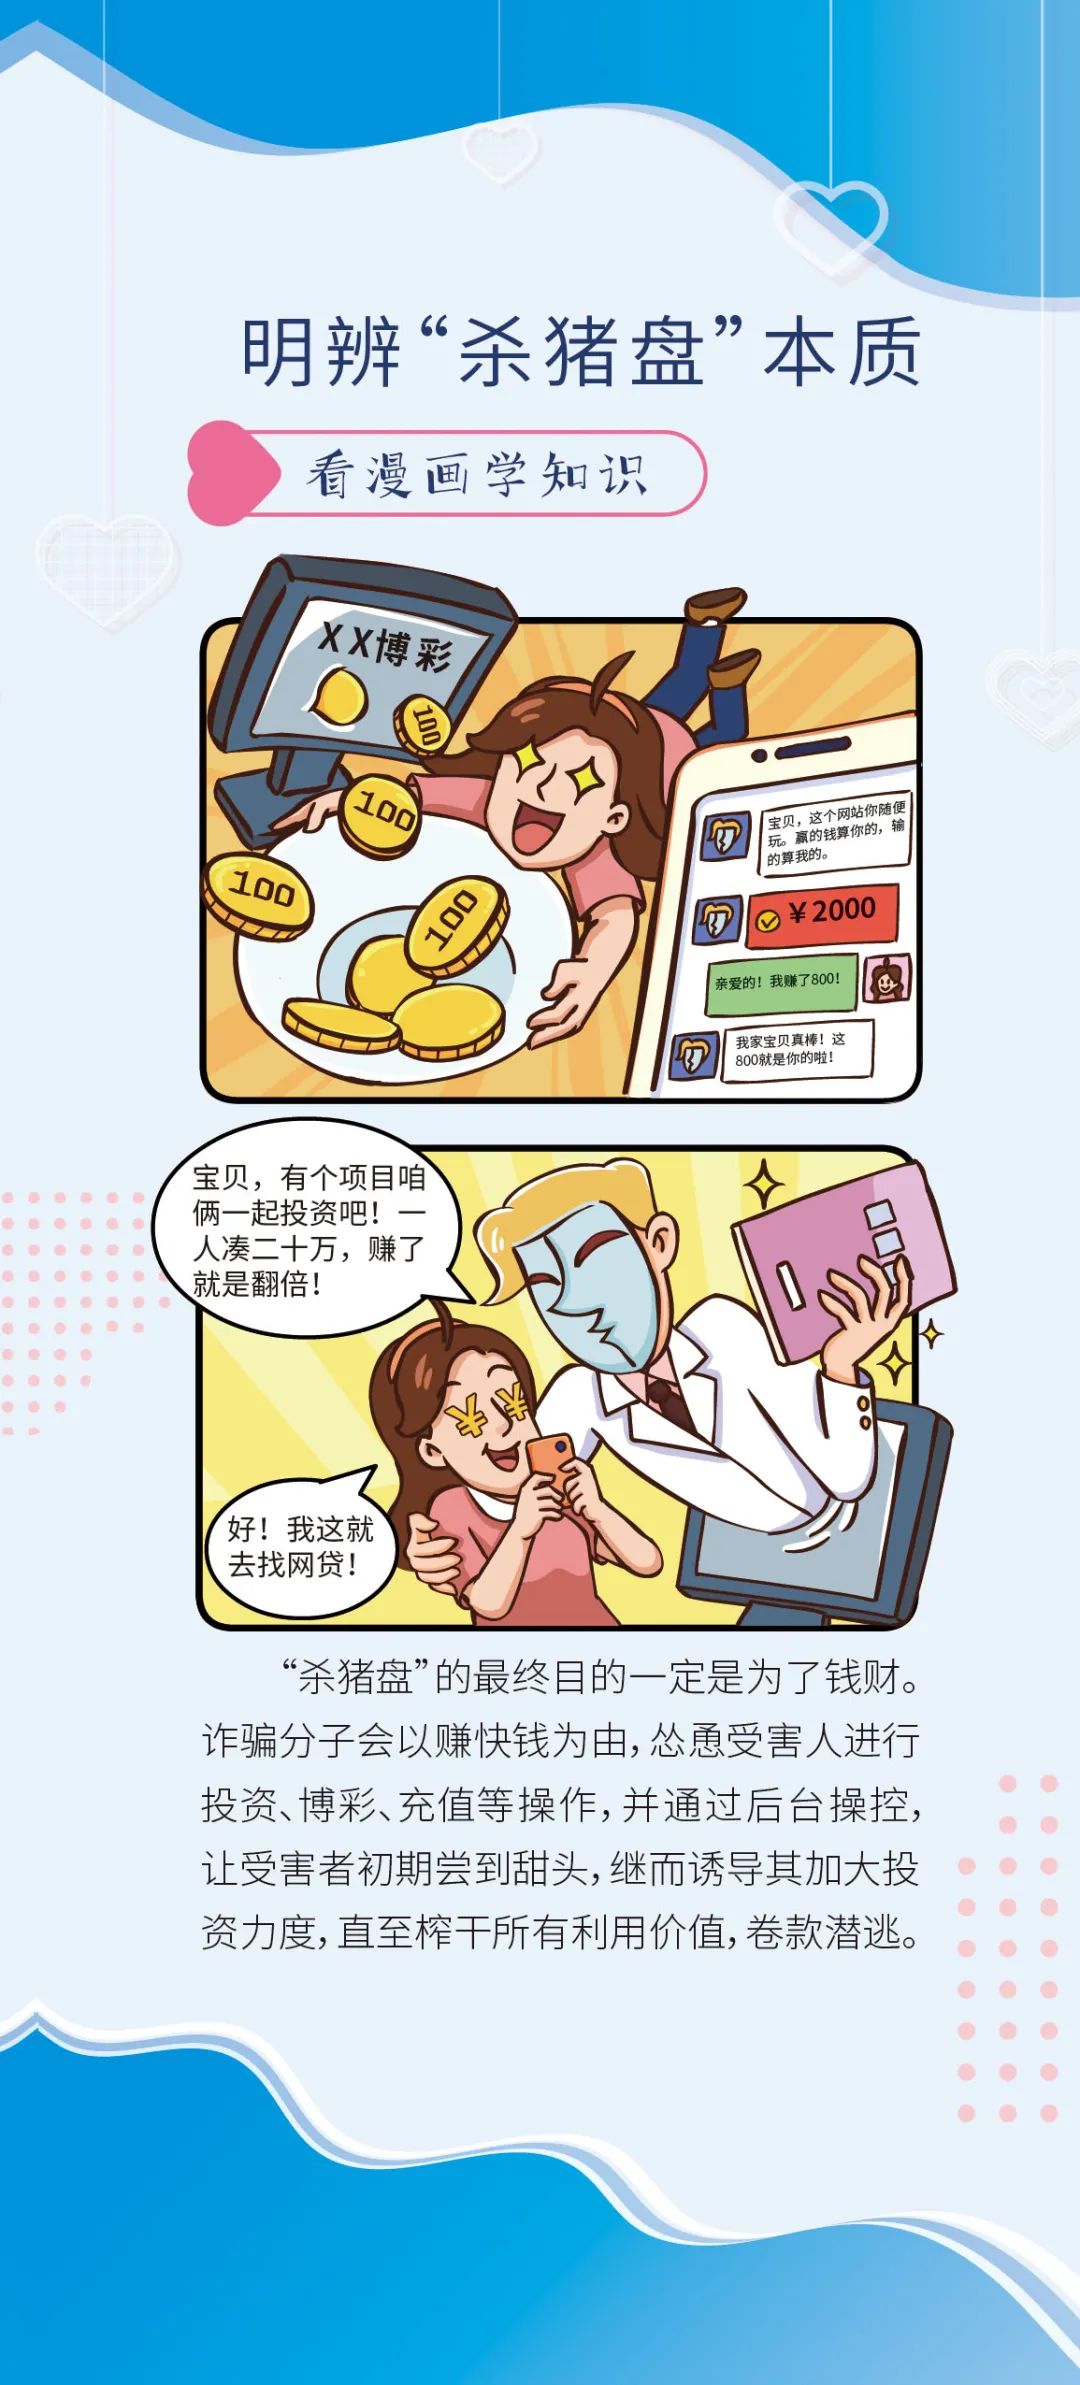 明辨“杀猪盘”本质
看漫画学知识
XX博彩
100
100
100
100
宝贝，这个网站你随便
玩。赢的钱算你的，输
的算我的。
¥2000
亲爱的！我赚了800！
我家宝贝真棒！这
800就是你的啦！
宝贝，有个项目咱
俩一起投资吧！一
人凑二十万，赚了
就是翻倍！
好！我这就
去找网贷！
“杀猪盘”的最终目的一定是为了钱财。
诈骗分子会以赚快钱为由，怂恿受害人进行
投资、博彩、充值等操作，并通过后台操控，
让受害者初期尝到甜头，继而诱导其加大投
资力度，直至榨干所有利用价值，卷款潜逃。